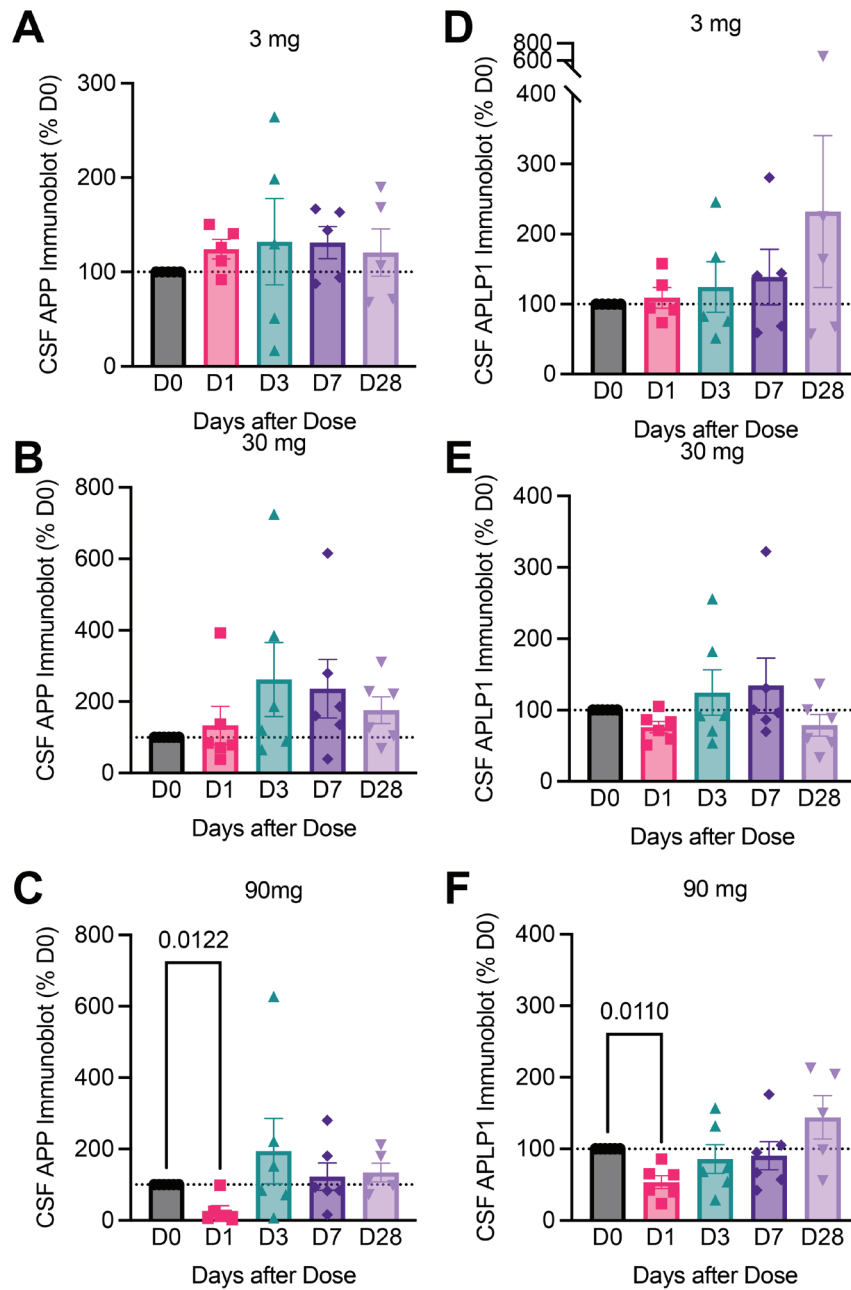 A
3 mg
CSF APP Immunoblot (% D0)
300
200
100
0
D0 D1 D3 D7 D28
Days after Dose
D
3 mg
CSF APLP1 Immunoblot (% D0)
800
600
400
300
200
100
0
D0 D1 D3 D7 D28
Days after Dose
B
30 mg
CSF APP Immunoblot (% D0)
800
600
400
200
100
0
D0 D1 D3 D7 D28
Days after Dose
E
30 mg
CSF APLP1 Immunoblot (% D0)
400
300
200
100
0
D0 D1 D3 D7 D28
Days after Dose
C
90mg
CSF APP Immunoblot (% D0)
800
600
400
200
100
0
0.0122
D0 D1 D3 D7 D28
Days after Dose
F
90 mg
CSF APLP1 Immunoblot (% D0)
400
300
200
100
0
0.0110
D0 D1 D3 D7 D28
Days after Dose